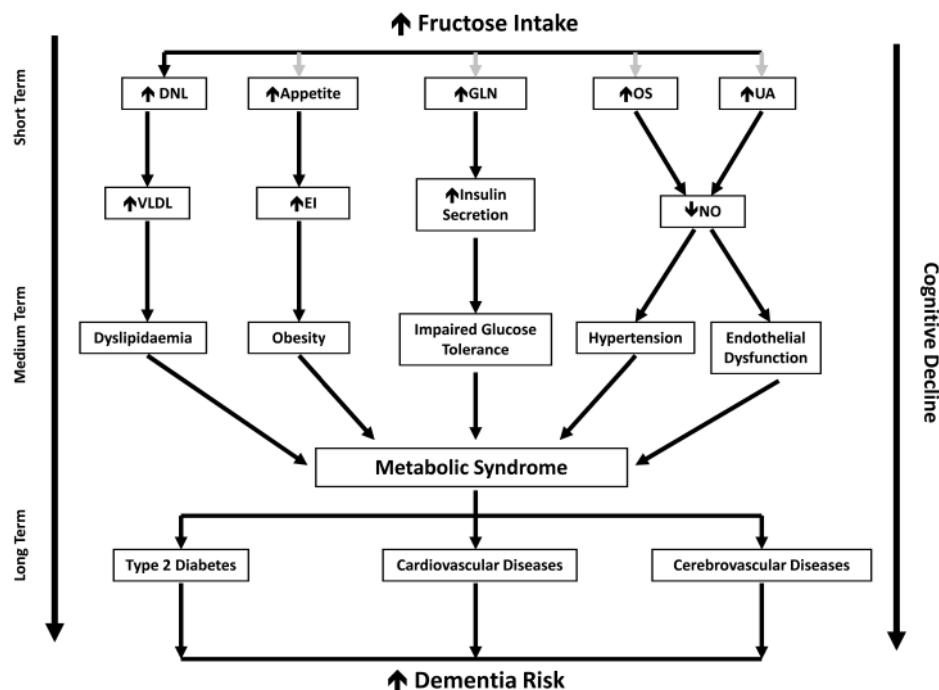 ↑ Fructose Intake
Short Term
↑ DNL
↑Appetite
↑GLN
↑OS
↑UA
↑VLDL
↑EI
↑Insulin
Secretion
↓NO
Medium Term
Dyslipidaemia
Obesity
Impaired Glucose
Tolerance
Hypertension
Endothelial
Dysfunction
Cognitive Decline
Metabolic Syndrome
Long Term
Type 2 Diabetes
Cardiovascular Diseases
Cerebrovascular Diseases
↑ Dementia Risk